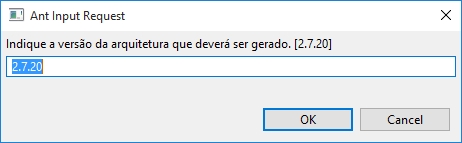 Ant Input Request
Indique a versão da arquitetura que deverá ser gerado. [2.7.20]
2.7.20
OK Cancel